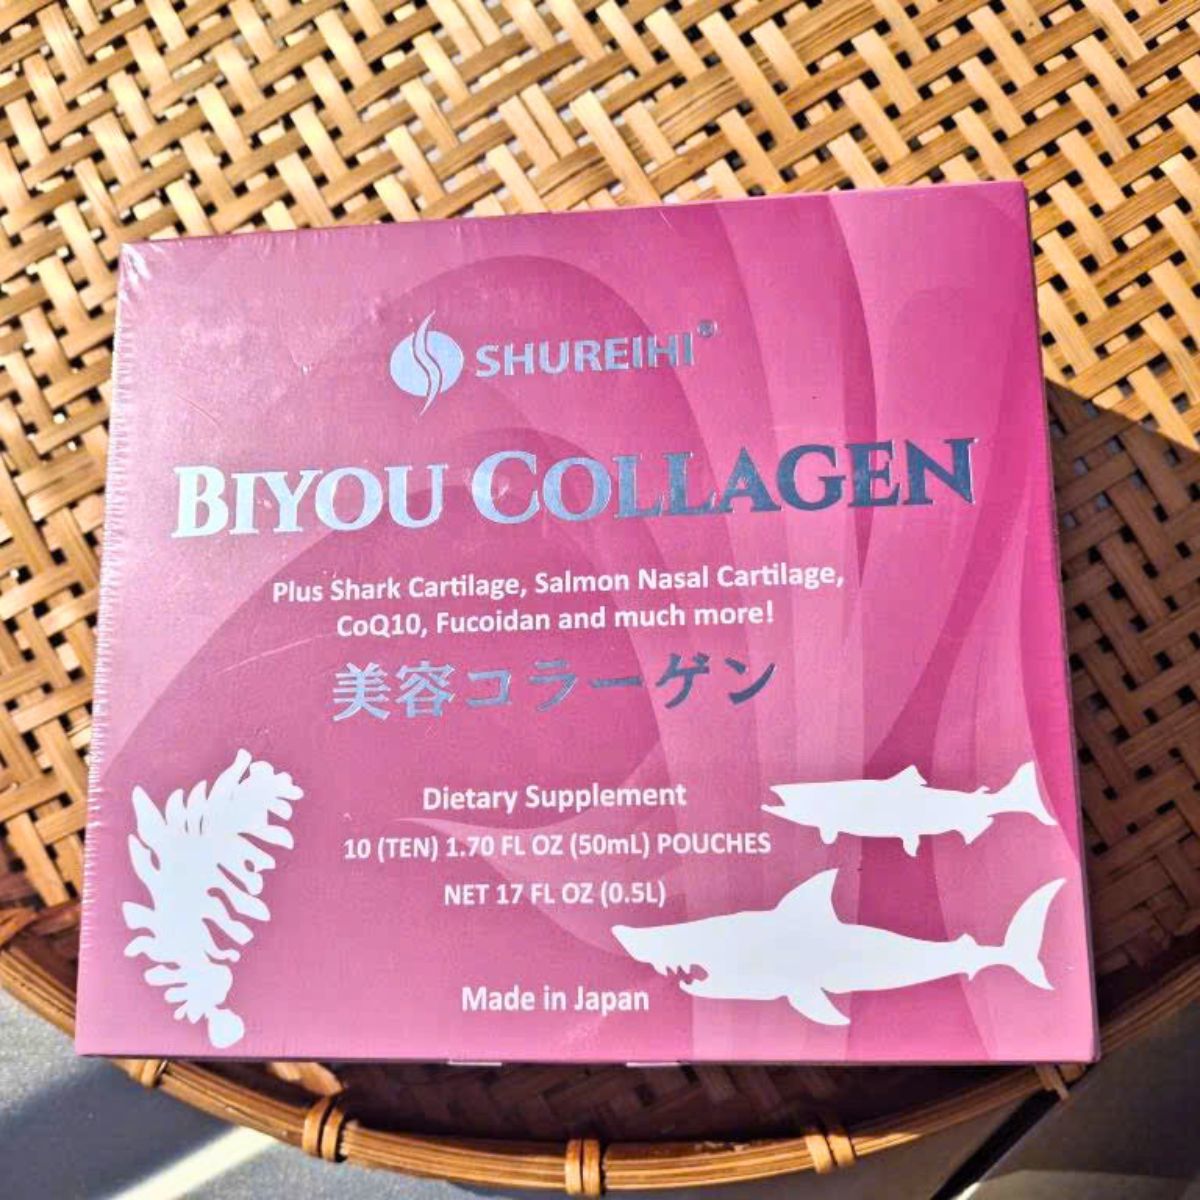 SHUREIHI®
BIYOU COLLAGEN
Plus Shark Cartilage, Salmon Nasal Cartilage,
CoQ10, Fucoidan and much more!
美容コラーゲン
Dietary Supplement
10 (TEN) 1.70 FL OZ (50mL) POUCHES
NET 17 FL OZ (0.5L)
Made in Japan